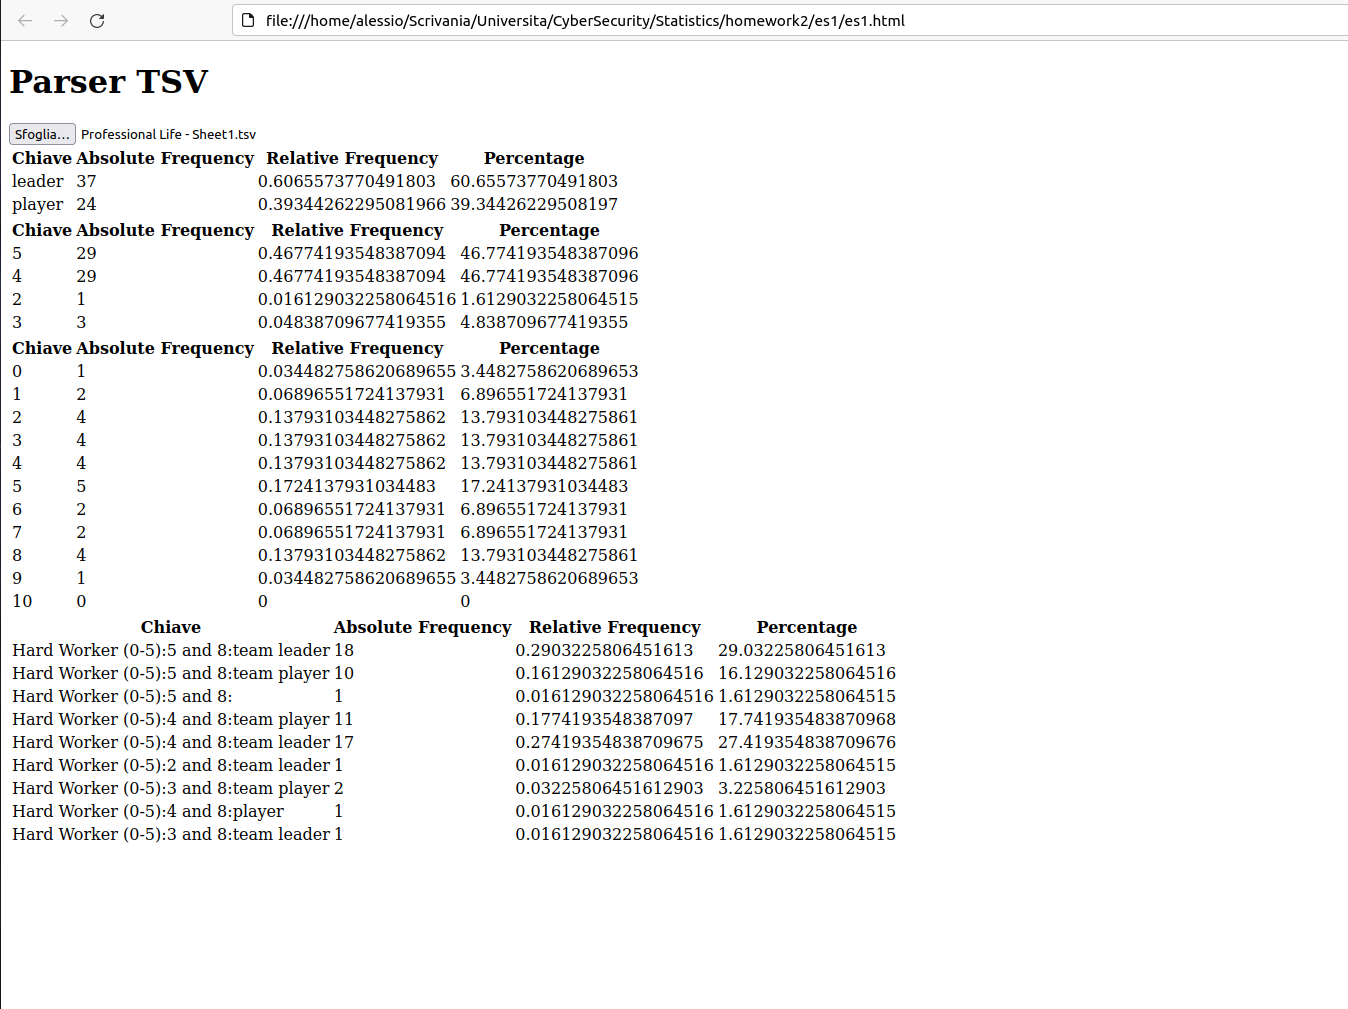 file:///home/alessio/Scrivania/Universita/CyberSecurity/Statistics/homework2/es1/es1.html
Parser TSV
Sfoglia... Professional Life - Sheet1.tsv
Chiave Absolute Frequency Relative Frequency Percentage
leader 37 0.6065573770491803 60.65573770491803
player 24 0.39344262295081966 39.34426229508197
Chiave Absolute Frequency Relative Frequency Percentage
5 29 0.46774193548387094 46.774193548387096
4 29 0.46774193548387094 46.774193548387096
2 1 0.016129032258064516 1.6129032258064515
3 3 0.04838709677419355 4.838709677419355
Chiave Absolute Frequency Relative Frequency Percentage
0 1 0.034482758620689655 3.4482758620689653
1 2 0.06896551724137931 6.896551724137931
2 4 0.13793103448275862 13.793103448275861
3 4 0.13793103448275862 13.793103448275861
4 4 0.13793103448275862 13.793103448275861
5 5 0.1724137931034483 17.24137931034483
6 2 0.06896551724137931 6.896551724137931
7 2 0.06896551724137931 6.896551724137931
8 4 0.13793103448275862 13.793103448275861
9 1 0.034482758620689655 3.4482758620689653
10 0 0 0
Chiave Absolute Frequency Relative Frequency Percentage
Hard Worker (0-5):5 and 8:team leader 18 0.2903225806451613 29.03225806451613
Hard Worker (0-5):5 and 8:team player 10 0.16129032258064516 16.129032258064516
Hard Worker (0-5):5 and 8: 1 0.016129032258064516 1.6129032258064515
Hard Worker (0-5):4 and 8:team player 11 0.1774193548387097 17.741935483870968
Hard Worker (0-5):4 and 8:team leader 17 0.27419354838709675 27.419354838709676
Hard Worker (0-5):2 and 8:team leader 1 0.016129032258064516 1.6129032258064515
Hard Worker (0-5):3 and 8:team player 2 0.03225806451612903 3.225806451612903
Hard Worker (0-5):4 and 8:player 1 0.016129032258064516 1.6129032258064515
Hard Worker (0-5):3 and 8:team leader 1 0.016129032258064516 1.6129032258064515